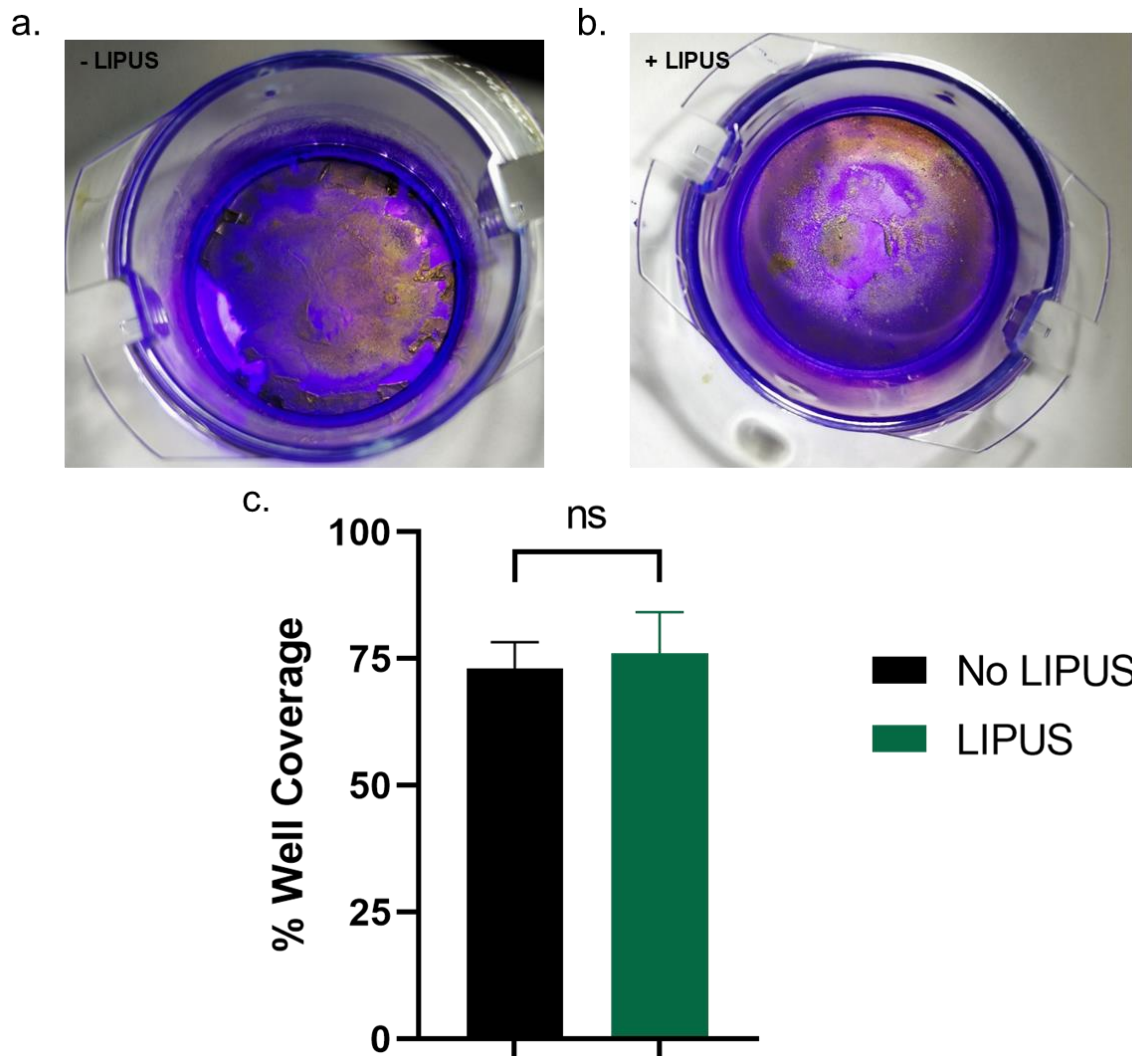 a.
b.
- LIPUS
+ LIPUS
c.
ns
100
75
50
25
0
% Well Coverage
No LIPUS
LIPUS